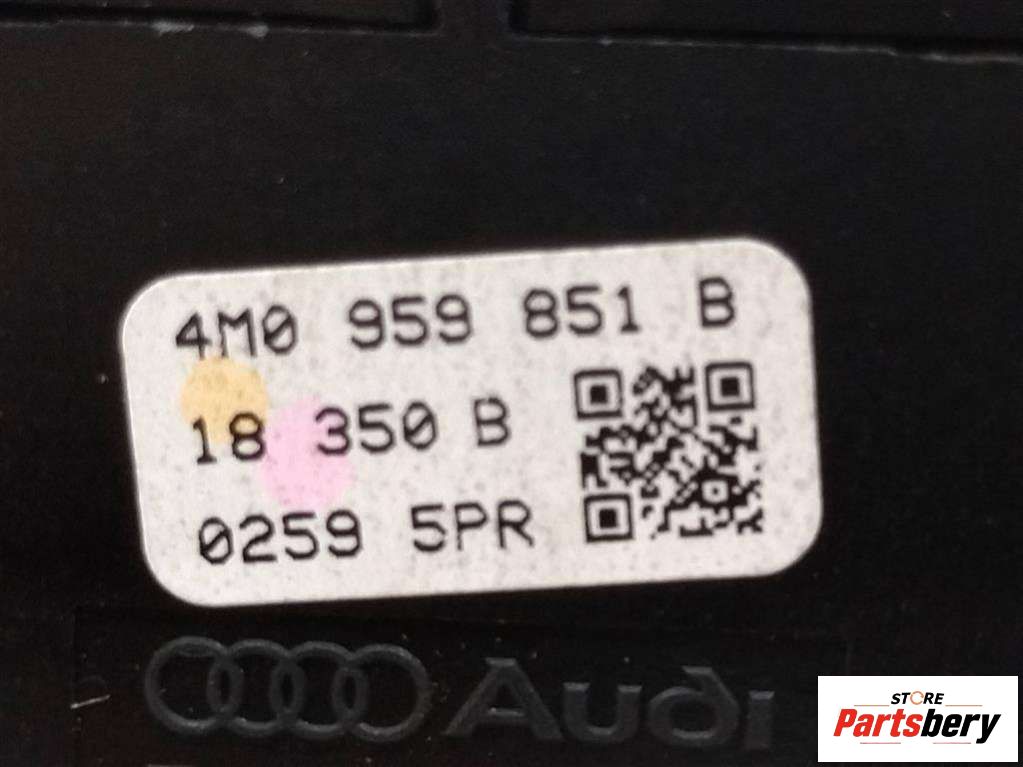 4M0 959 851 B
18 350 B
0259 5PR
Audi
STORE
Partsbery